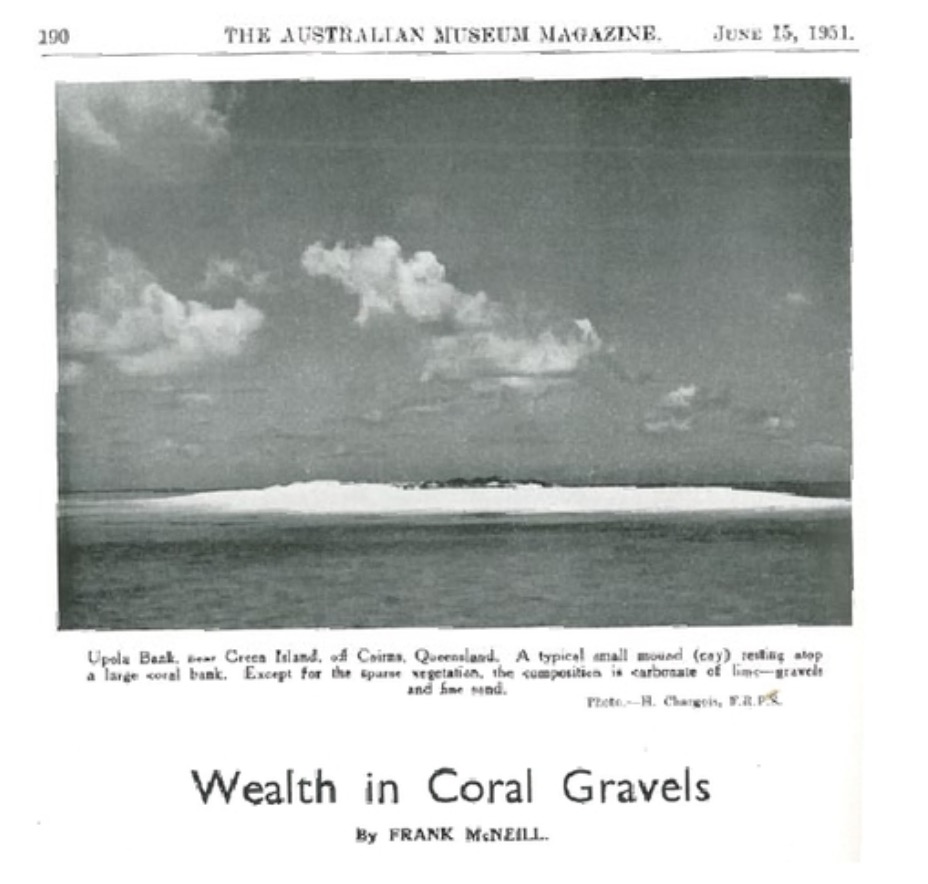 190 THE AUSTRALIAN MUSEUM MAGAZINE. JUNE 15, 1951.
Upolu Bank, near Green Island, off Cairns, Queensland. A typical small mound (cay) resting atop
a large coral bank. Except for the sparse vegetation, the composition is carbonate of lime—gravels
and fine sand.
Photo.—H. Chargois, F.R.P.S.
Wealth in Coral Gravels
By FRANK McNEILL.